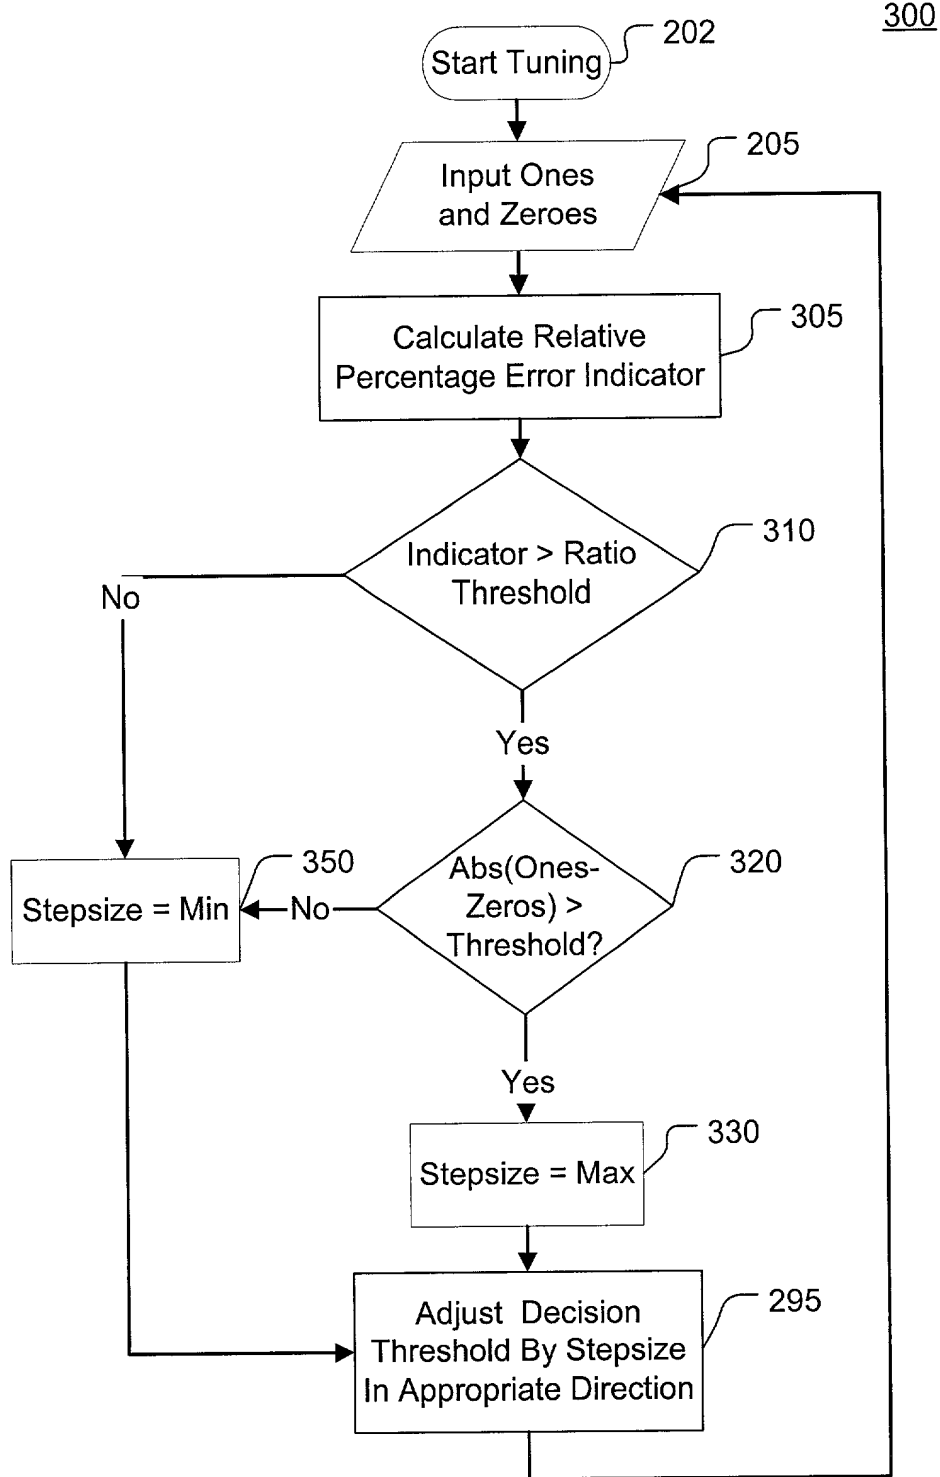 300
202
Start Tuning
205
Input Ones
and Zeroes
305
Calculate Relative
Percentage Error Indicator
310
Indicator > Ratio
Threshold
No
Yes
320
Abs(Ones-
Zeros) >
Threshold?
350
Stepsize = Min
No
Yes
330
Stepsize = Max
295
Adjust Decision
Threshold By Stepsize
In Appropriate Direction